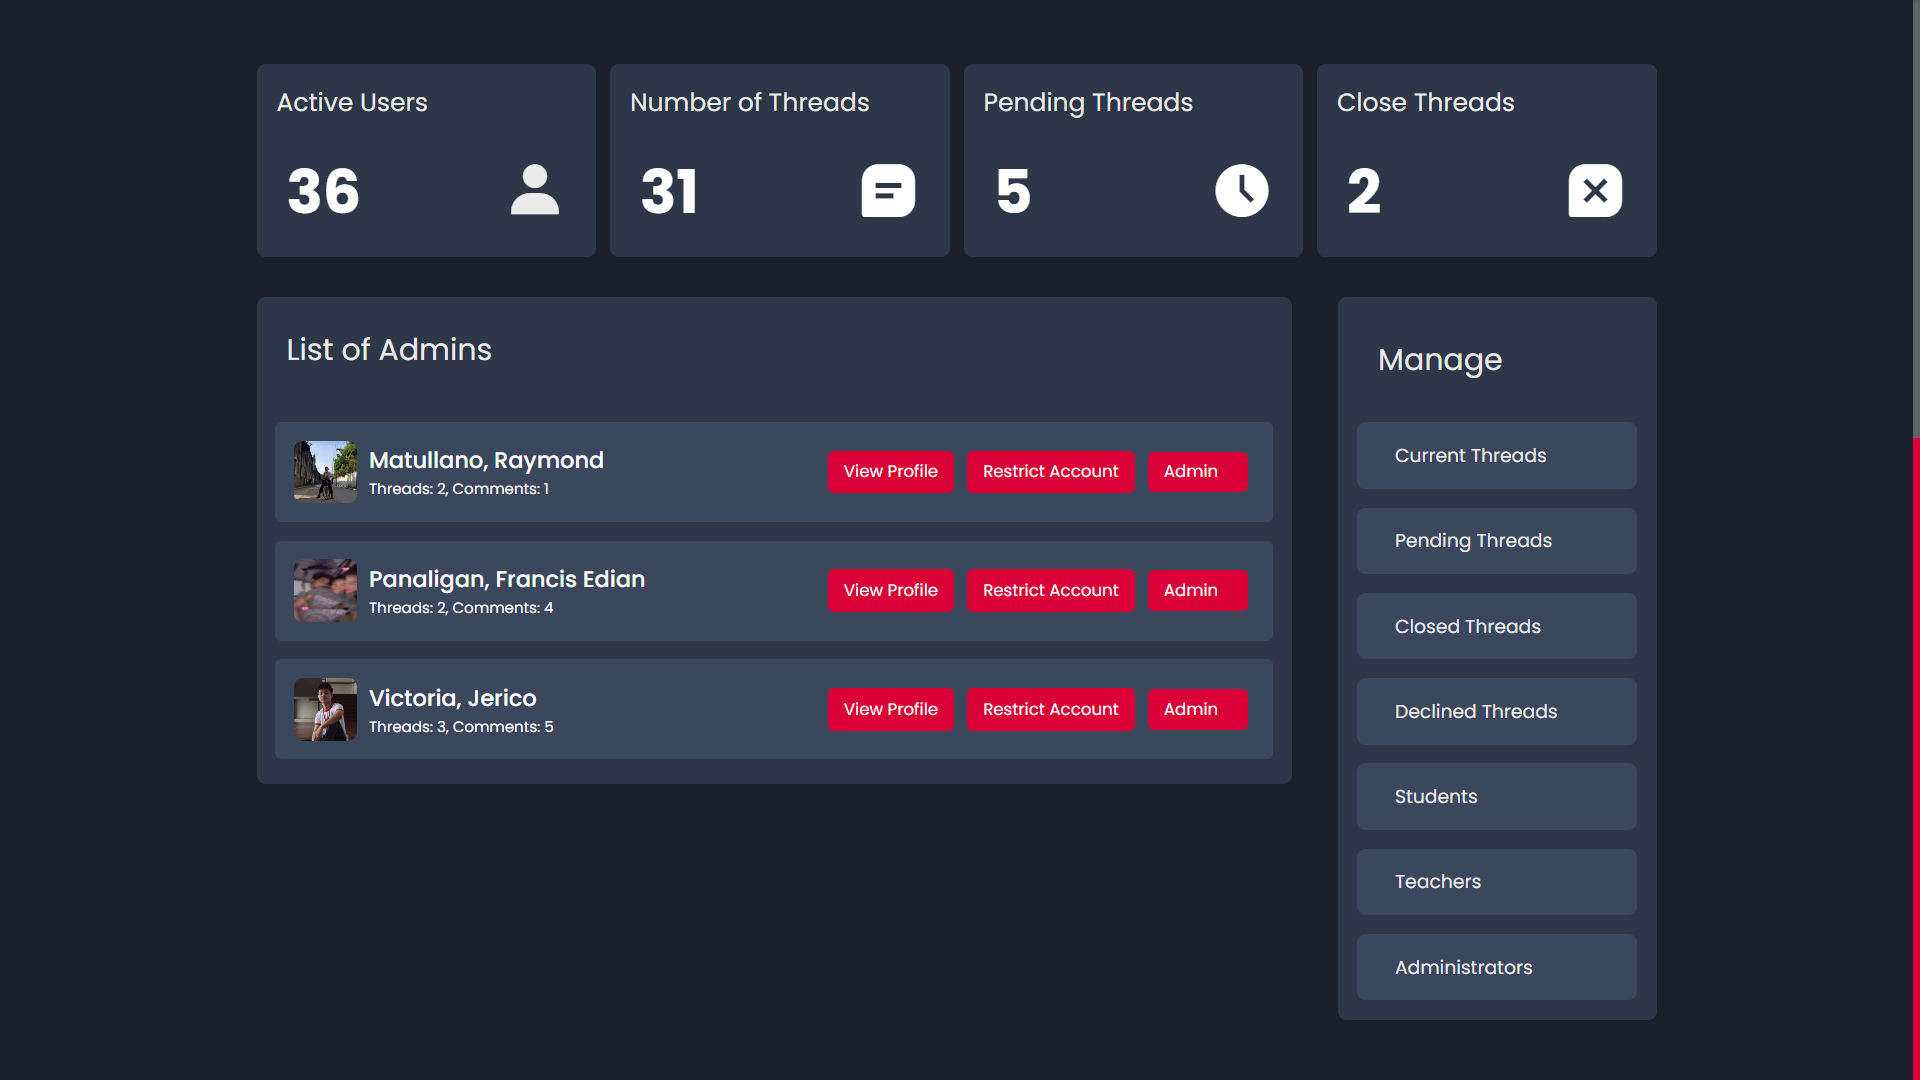 Active Users
36
Number of Threads
31
Pending Threads
5
Close Threads
2
List of Admins
Matullano, Raymond
Threads: 2, Comments: 1
View Profile
Restrict Account
Admin
Panaligan, Francis Edian
Threads: 2, Comments: 4
View Profile
Restrict Account
Admin
Victoria, Jerico
Threads: 3, Comments: 5
View Profile
Restrict Account
Admin
Manage
Current Threads
Pending Threads
Closed Threads
Declined Threads
Students
Teachers
Administrators